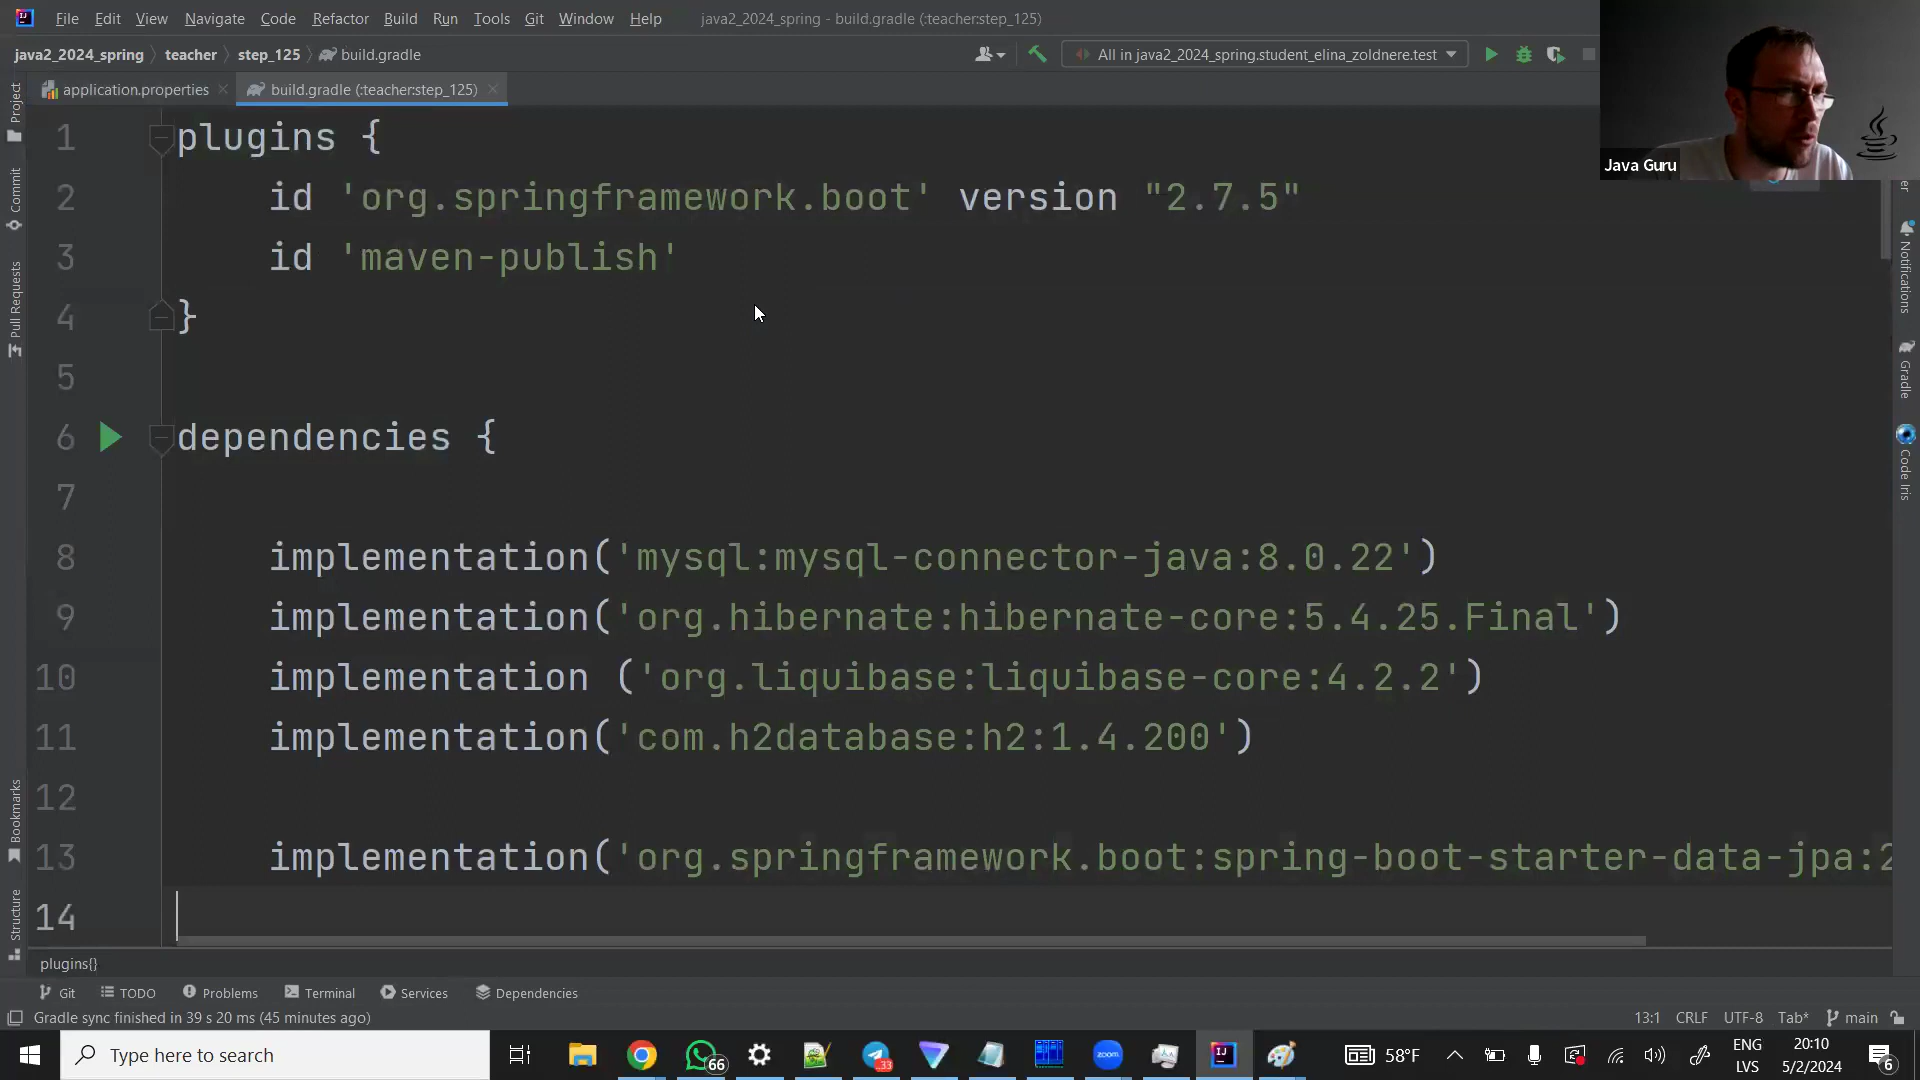 File Edit View Navigate Code Refactor Build Run Tools Git Window Help java2_2024_spring - build.gradle (:teacher:step_125)
java2_2024_spring teacher step_125 build.gradle All in java2_2024_spring.student_elina_zoldnere.test
application.properties build.gradle (:teacher:step_125)
Java Guru
Project
Commit
Pull Requests
Bookmarks
Structure
1 plugins {
2 id 'org.springframework.boot' version "2.7.5"
3 id 'maven-publish'
4 }
5
6 dependencies {
7
8 implementation('mysql:mysql-connector-java:8.0.22')
9 implementation('org.hibernate:hibernate-core:5.4.25.Final')
10 implementation ('org.liquibase:liquibase-core:4.2.2')
11 implementation('com.h2database:h2:1.4.200')
12
13 implementation('org.springframework.boot:spring-boot-starter-data-jpa:2
14
Notifications
Gradle
Code Iris
plugins{}
Git TODO Problems Terminal Services Dependencies
Gradle sync finished in 39 s 20 ms (45 minutes ago) 13:1 CRLF UTF-8 Tab* main
Type here to search 66 33 zoom 58°F ENG 20:10
LVS 5/2/2024 6